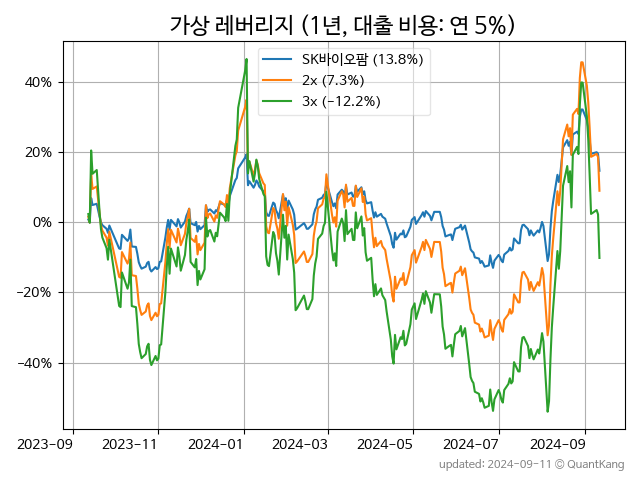 가상 레버리지 (1년, 대출 비용: 연 5%)
SK바이오팜 (13.8%)
2x (7.3%)
3x (-12.2%)
40%
20%
0%
−20%
−40%
2023-09 2023-11 2024-01 2024-03 2024-05 2024-07 2024-09
updated: 2024-09-11 © QuantKang